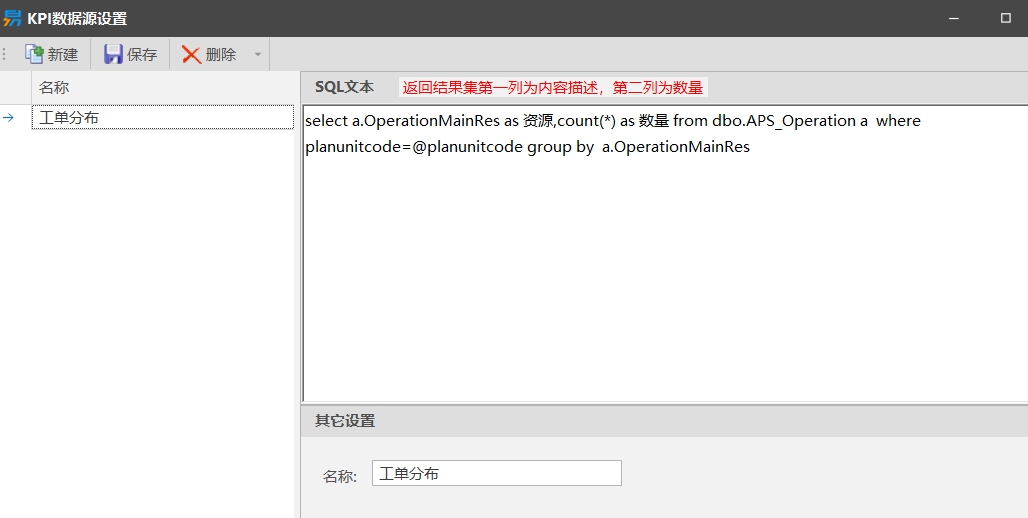 易 KPI数据源设置
新建 保存 删除
名称
工单分布
SQL文本 返回结果集第一列为内容描述，第二列为数量
select a.OperationMainRes as 资源,count(*) as 数量 from dbo.APS_Operation a  where
planunitcode=@planunitcode group by  a.OperationMainRes
其它设置
名称: 工单分布